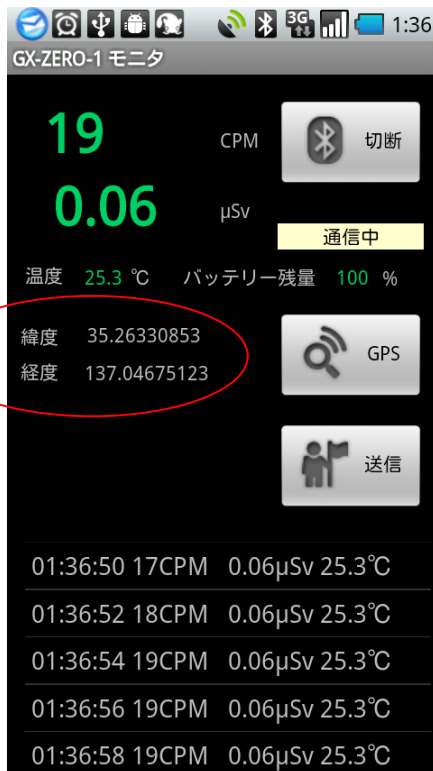 3G 1:36
GX-ZERO-1 モニタ
19 CPM 切断
0.06 µSv
通信中
温度 25.3 ℃ バッテリー残量 100 %
緯度 35.26330853
GPS
経度 137.04675123
送信
01:36:50 17CPM 0.06µSv 25.3℃
01:36:52 18CPM 0.06µSv 25.3℃
01:36:54 19CPM 0.06µSv 25.3℃
01:36:56 19CPM 0.06µSv 25.3℃
01:36:58 19CPM 0.06µSv 25.3℃